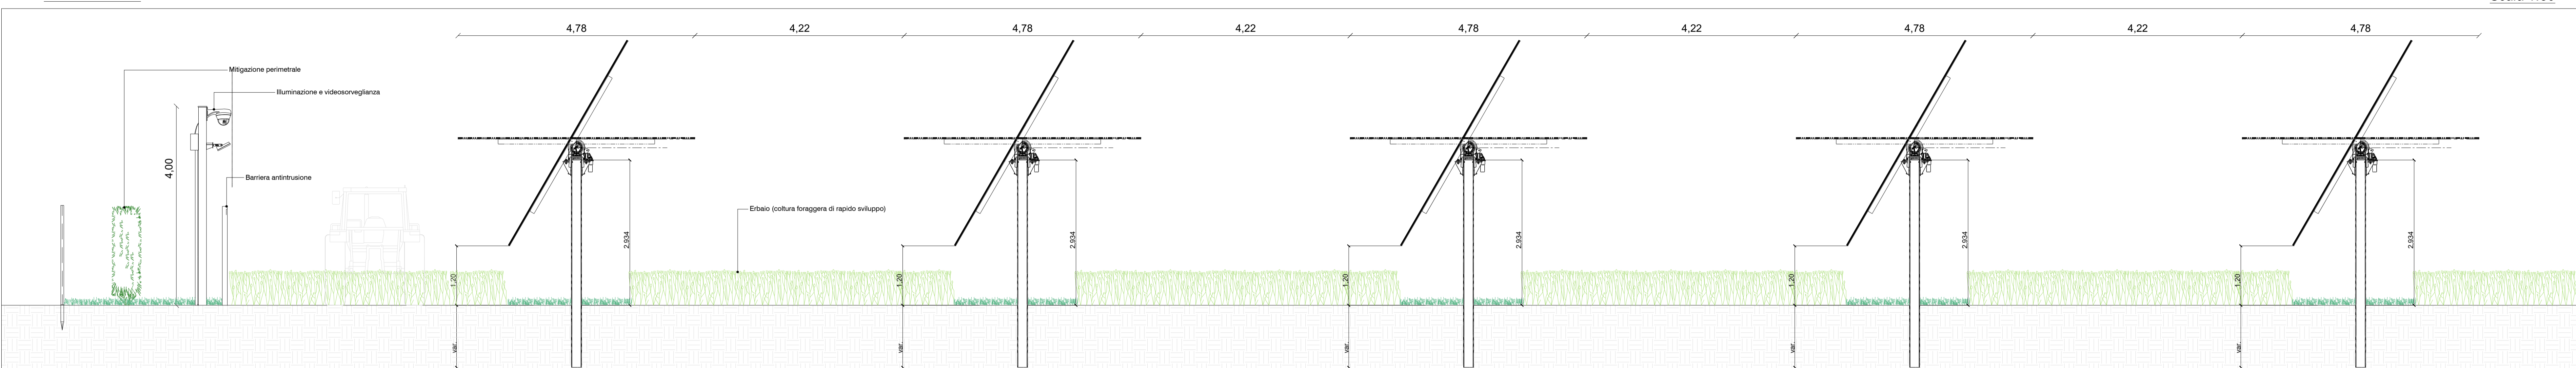 4,78
4,22
4,78
4,22
4,78
4,22
4,78
4,22
4,78
Mitigazione perimetrale
Illuminazione e videosorveglianza
4,00
Barriera antintrusione
Erbaio (coltura foraggera di rapido sviluppo)
2,934
2,934
2,934
2,934
2,934
1,20
1,20
1,20
1,20
1,20
var.
var.
var.
var.
var.